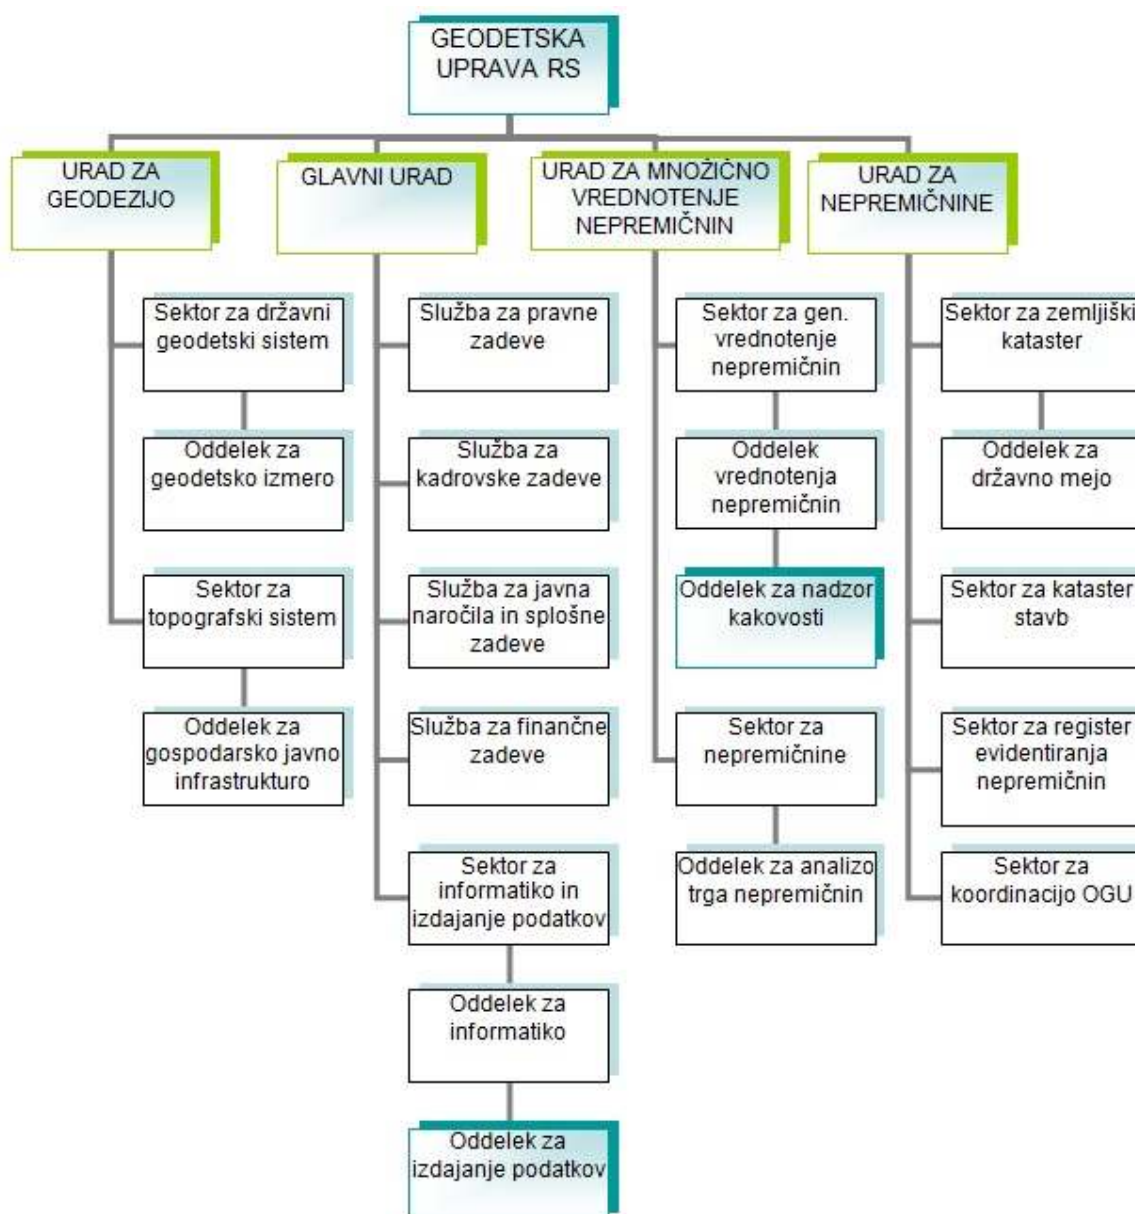 GEODETSKA
UPRAVA RS
URAD ZA
GEODEZIJO
GLAVNI URAD
URAD ZA MNOŽIČNO
VREDNOTENJE
NEPREMIČNIN
URAD ZA
NEPREMIČNINE
Sektor za državni
geodetski sistem
Oddelek za
geodetsko izmero
Sektor za
topografski sistem
Oddelek za
gospodarsko javno
infrastrukturo
Služba za pravne
zadeve
Služba za
kadrovske zadeve
Služba za javna
naročila in splošne
zadeve
Služba za finančne
zadeve
Sektor za
informatiko in
izdajanje podatkov
Oddelek za
informatiko
Oddelek za
izdajanje podatkov
Sektor za gen.
vrednotenje
nepremičnin
Oddelek
vrednotenja
nepremičnin
Oddelek za nadzor
kakovosti
Sektor za
nepremičnine
Oddelek za analizo
trga nepremičnin
Sektor za zemljiški
kataster
Oddelek za
državno mejo
Sektor za kataster
stavb
Sektor za register
evidentiranja
nepremičnin
Sektor za
koordinacijo OGU